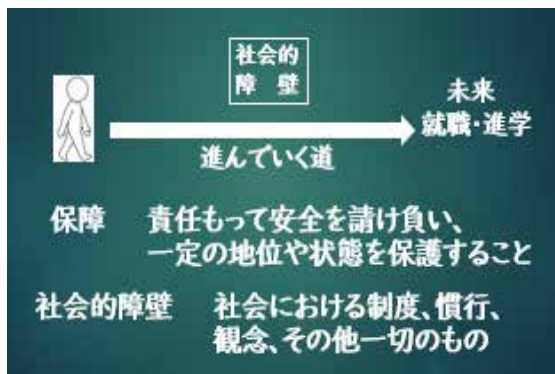 社会的
障 壁
未来
就職・進学
進んでいく道
保障 責任もって安全を請け負い、
一定の地位や状態を保護すること
社会的障壁 社会における制度、慣行、
観念、その他一切のもの